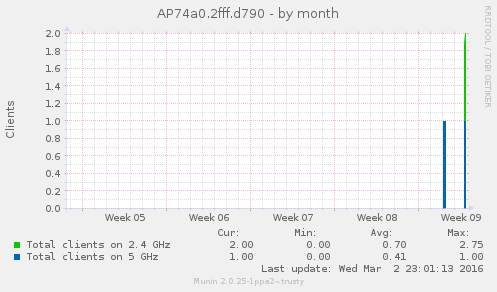 AP74a0.2fff.d790 - by month
RRDTOOL / TOBI OETIKER
Clients
2.0
1.8
1.6
1.4
1.2
1.0
0.8
0.6
0.4
0.2
0.0
Week 05 Week 06 Week 07 Week 08 Week 09
Cur: Min: Avg: Max:
Total clients on 2.4 GHz 2.00 0.00 0.70 2.75
Total clients on 5 GHz 1.00 0.00 0.41 1.00
Last update: Wed Mar 2 23:01:13 2016
Munin 2.0.25-1ppa2~trusty